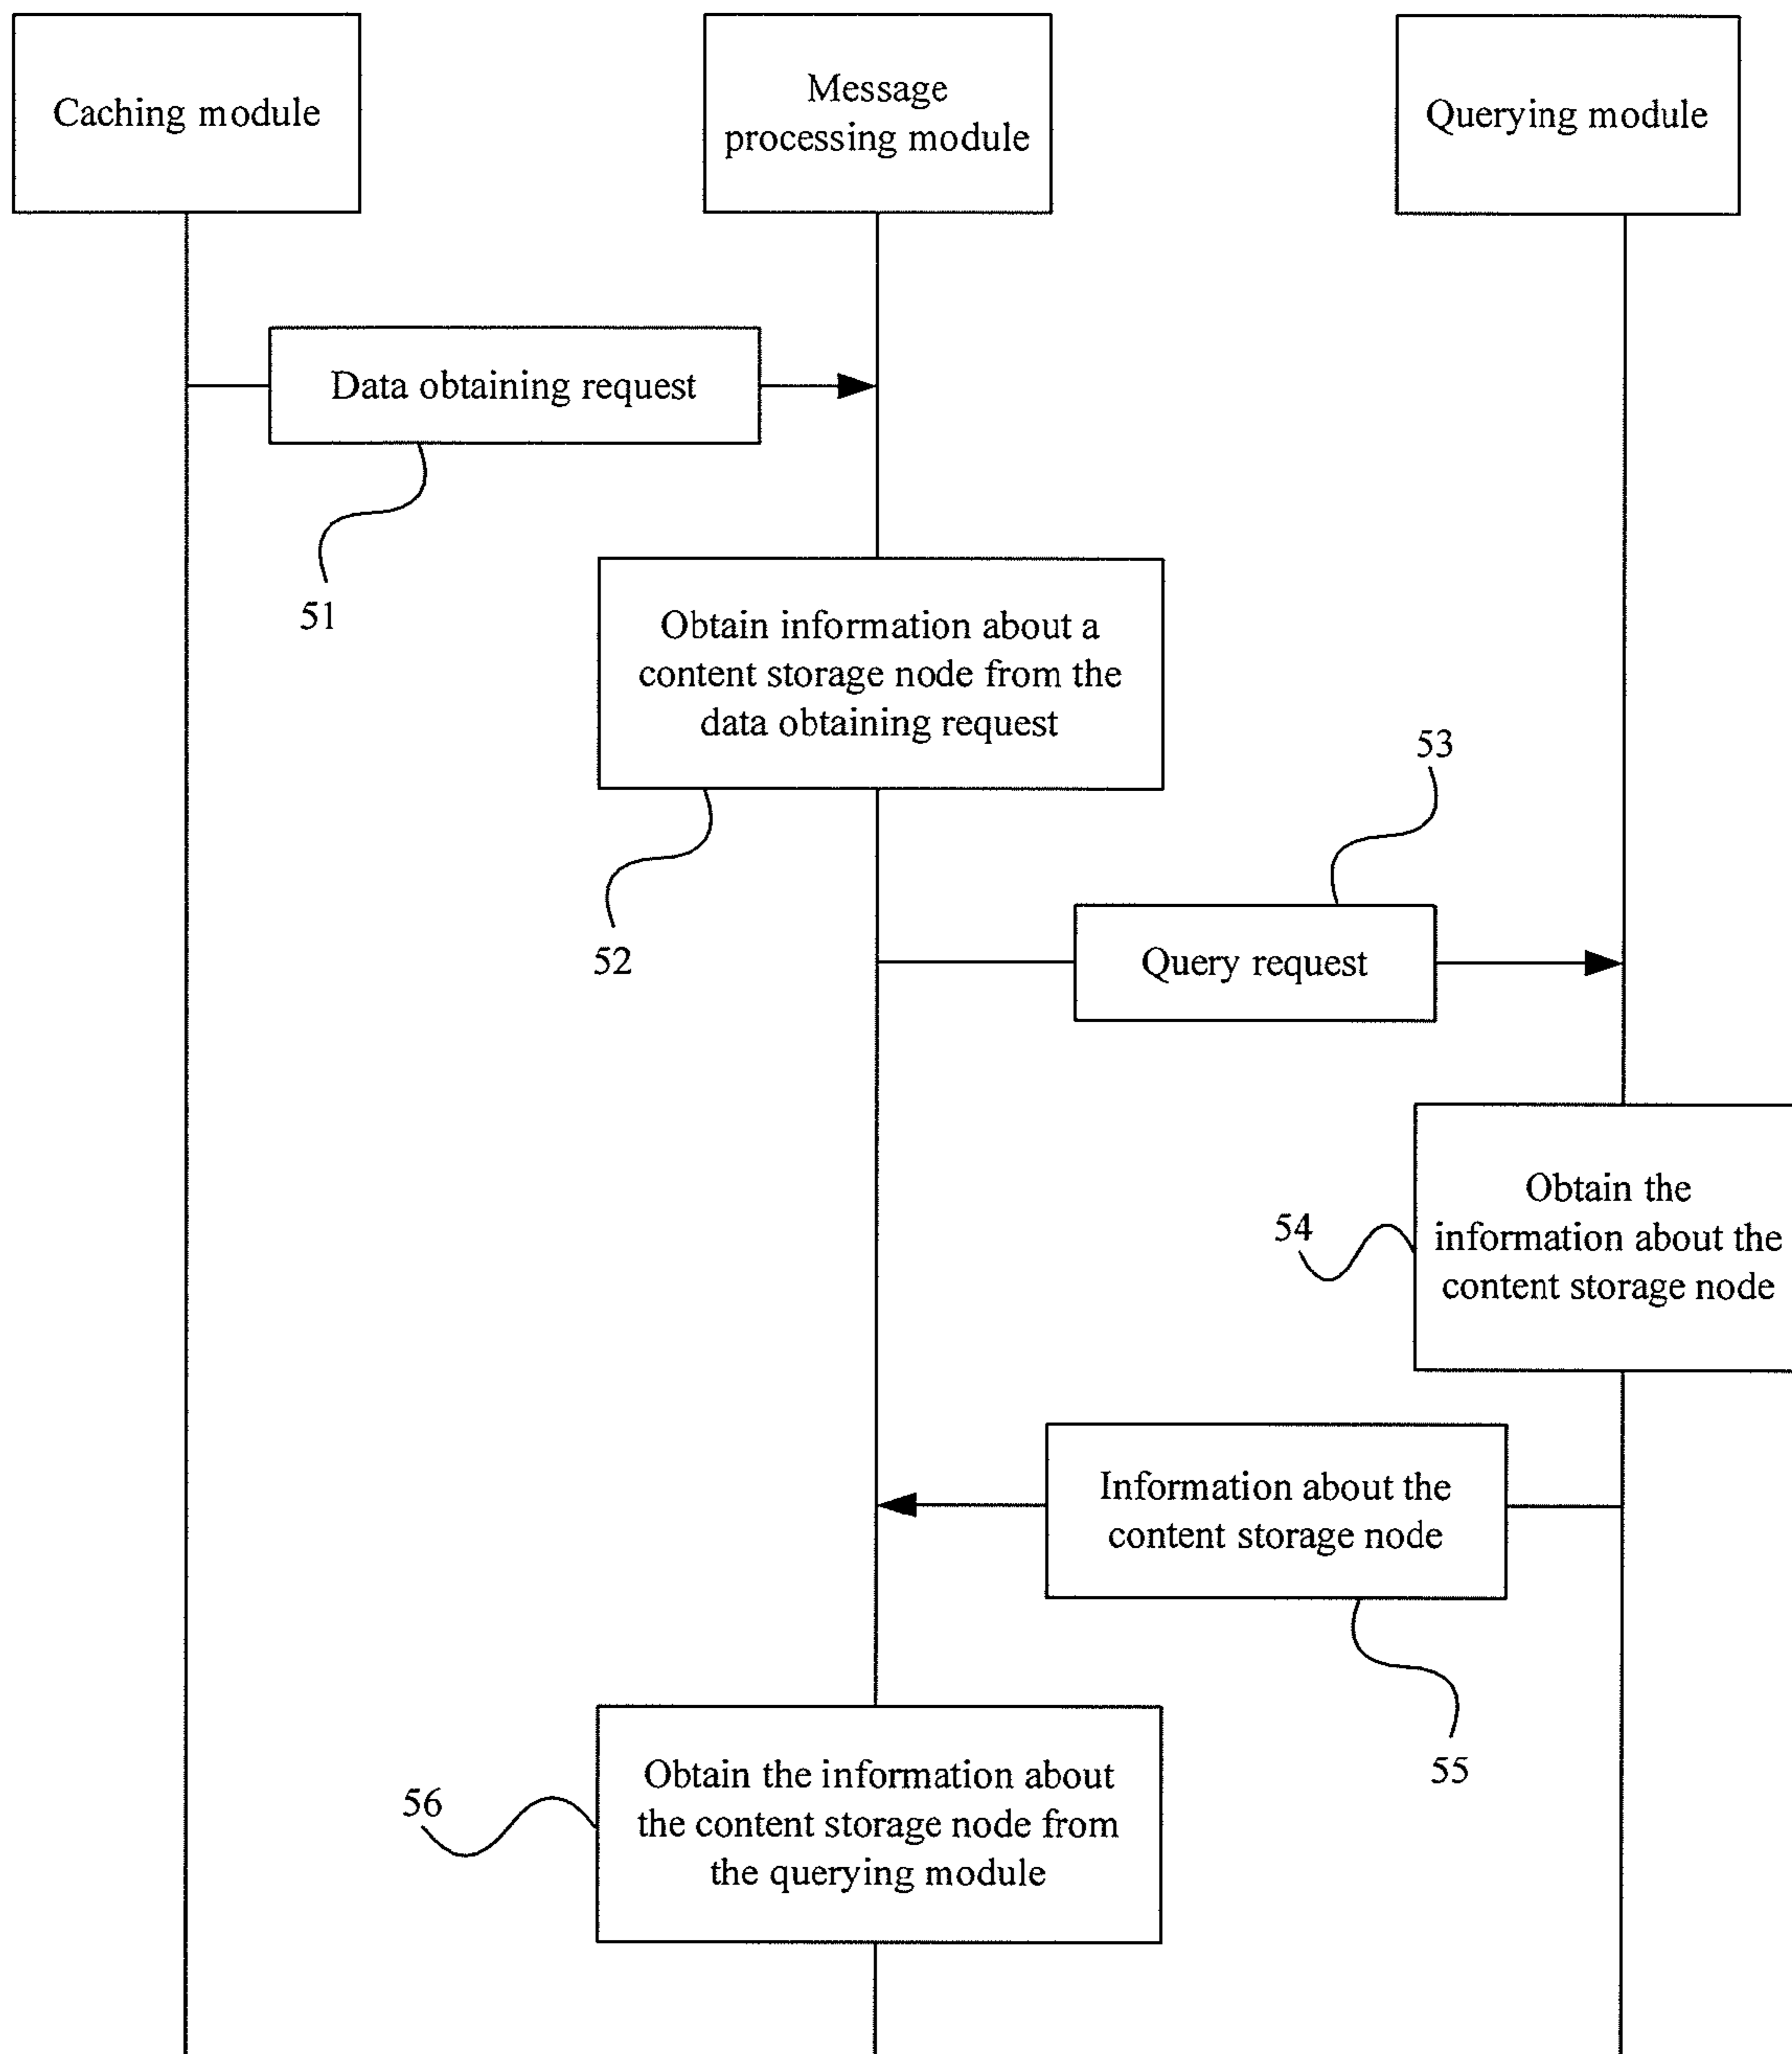 Caching module
Message
processing module
Querying module
Data obtaining request
51
Obtain information about a
content storage node from the
data obtaining request
52
53
Query request
Obtain the
information about the
content storage node
54
Information about the
content storage node
55
Obtain the information about
the content storage node from
the querying module
56